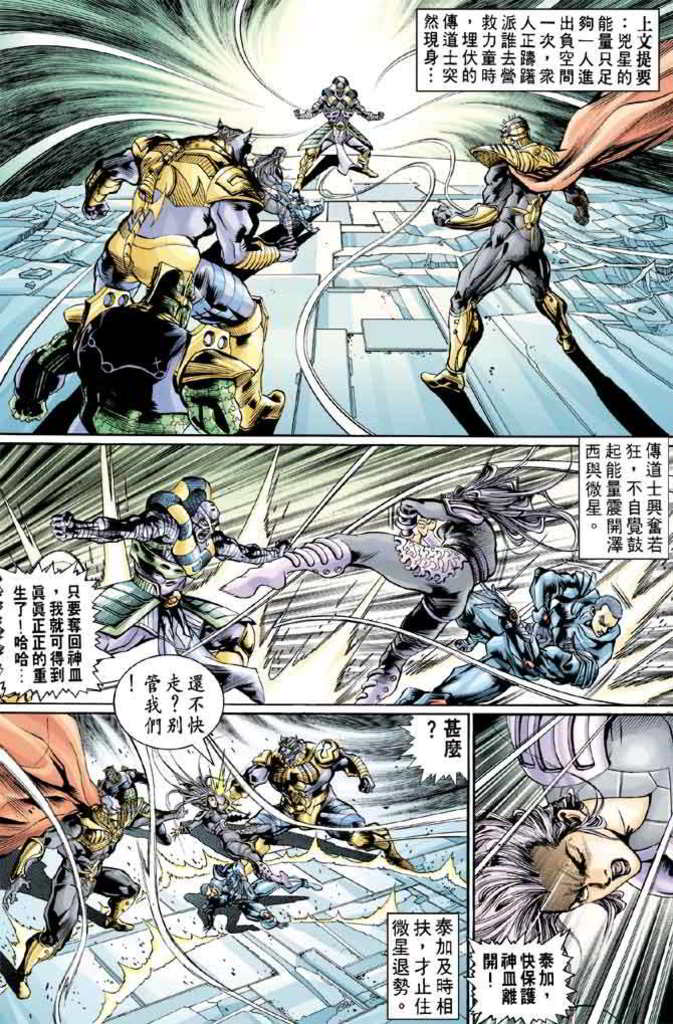 上文提要
：兇星的
能量只足
夠一人進
出負空間
一次，衆
人正躊躇
派誰去營
救力童時
，埋伏的
傳道士突
然現身⋯
傳道士興奮若
狂，不自覺鼓
起能量震開澤
西與微星。
只要奪回神血
，我就可得到
真真正正的重
生了！哈哈⋯
還不快
走？別
管我們
！
甚麼
？
泰加及時相
扶，才止住
微星退勢。
泰加，
快保護
神血離
開！